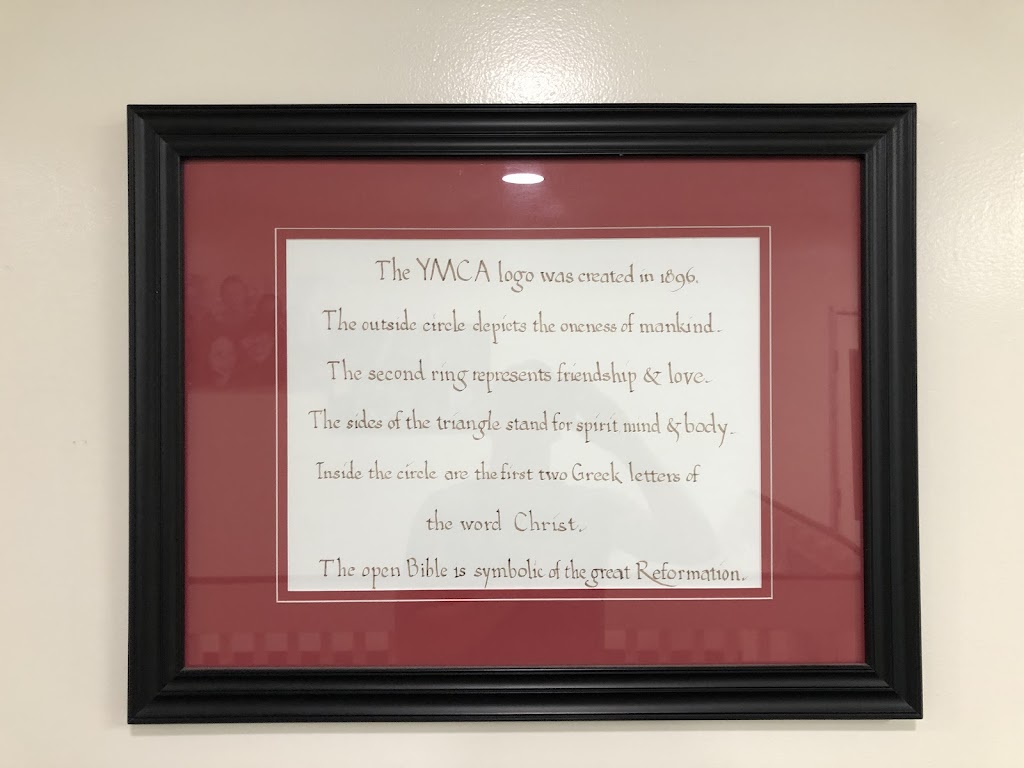 The YMCA logo was created in 1896.
The outside circle depicts the oneness of mankind.
The second ring represents friendship & love.
The sides of the triangle stand for spirit mind & body.
Inside the circle are the first two Greek letters of
the word Christ.
The open Bible is symbolic of the great Reformation.